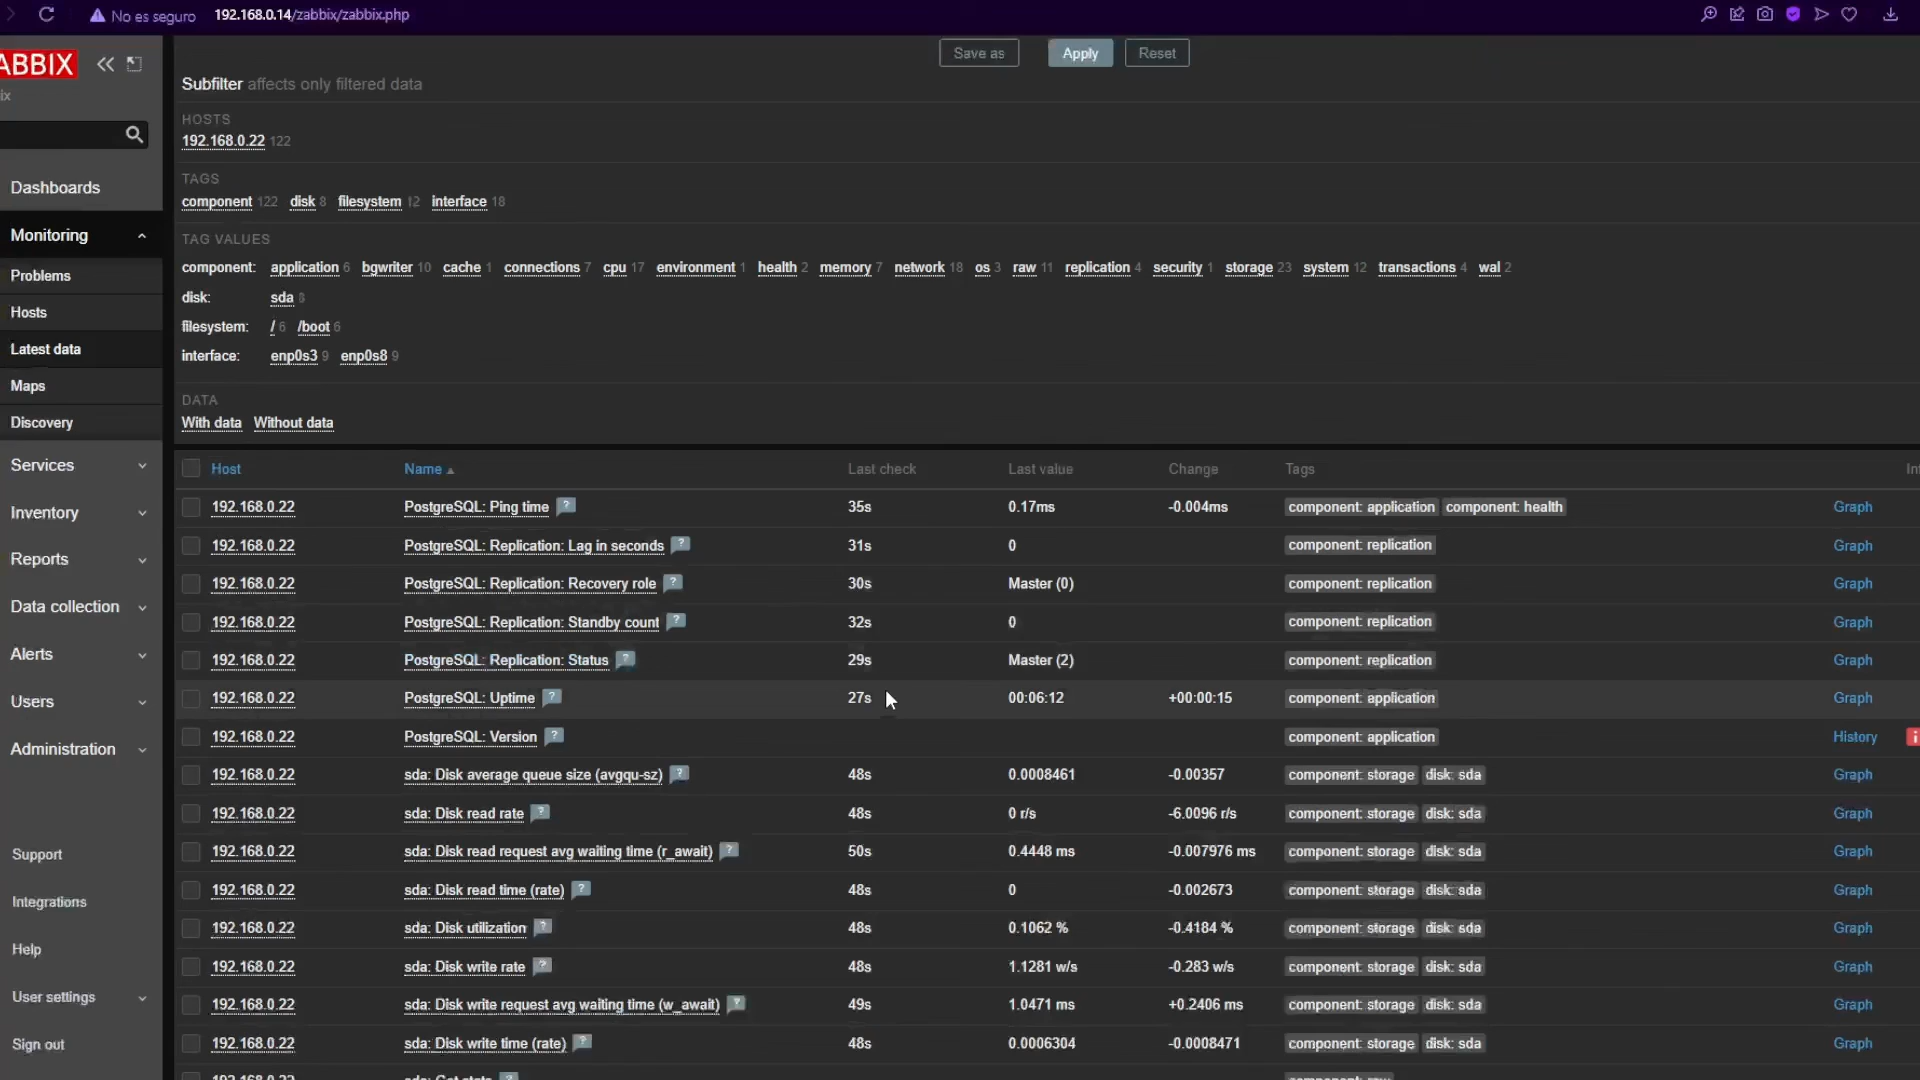 No es seguro 192.168.0.14/zabbix/zabbix.php
ABBIX
ix
Save as Apply Reset
Subfilter affects only filtered data
HOSTS
192.168.0.22 122
TAGS
component 122 disk 8 filesystem 12 interface 18
TAG VALUES
component: application 6 bgwriter 10 cache 1 connections 7 cpu 17 environment 1 health 2 memory 7 network 18 os 3 raw 11 replication 4 security 1 storage 23 system 12 transactions 4 wal 2
disk: sda 8
filesystem: / 6 /boot 6
interface: enp0s3 9 enp0s8 9
DATA
With data Without data
Dashboards
Monitoring
Problems
Hosts
Latest data
Maps
Discovery
Services
Inventory
Reports
Data collection
Alerts
Users
Administration
Support
Integrations
Help
User settings
Sign out
Host Name Last check Last value Change Tags
192.168.0.22 PostgreSQL: Ping time ? 35s 0.17ms -0.004ms component: application component: health Graph
192.168.0.22 PostgreSQL: Replication: Lag in seconds ? 31s 0 component: replication Graph
192.168.0.22 PostgreSQL: Replication: Recovery role ? 30s Master (0) component: replication Graph
192.168.0.22 PostgreSQL: Replication: Standby count ? 32s 0 component: replication Graph
192.168.0.22 PostgreSQL: Replication: Status ? 29s Master (2) component: replication Graph
192.168.0.22 PostgreSQL: Uptime ? 27s 00:06:12 +00:00:15 component: application Graph
192.168.0.22 PostgreSQL: Version ? component: application History i
192.168.0.22 sda: Disk average queue size (avgqu-sz) ? 48s 0.0008461 -0.00357 component: storage disk: sda Graph
192.168.0.22 sda: Disk read rate ? 48s 0 r/s -6.0096 r/s component: storage disk: sda Graph
192.168.0.22 sda: Disk read request avg waiting time (r_await) ? 50s 0.4448 ms -0.007976 ms component: storage disk: sda Graph
192.168.0.22 sda: Disk read time (rate) ? 48s 0 -0.002673 component: storage disk: sda Graph
192.168.0.22 sda: Disk utilization ? 48s 0.1062 % -0.4184 % component: storage disk: sda Graph
192.168.0.22 sda: Disk write rate ? 48s 1.1281 w/s -0.283 w/s component: storage disk: sda Graph
192.168.0.22 sda: Disk write request avg waiting time (w_await) ? 49s 1.0471 ms +0.2406 ms component: storage disk: sda Graph
192.168.0.22 sda: Disk write time (rate) ? 48s 0.0006304 -0.0008471 component: storage disk: sda Graph